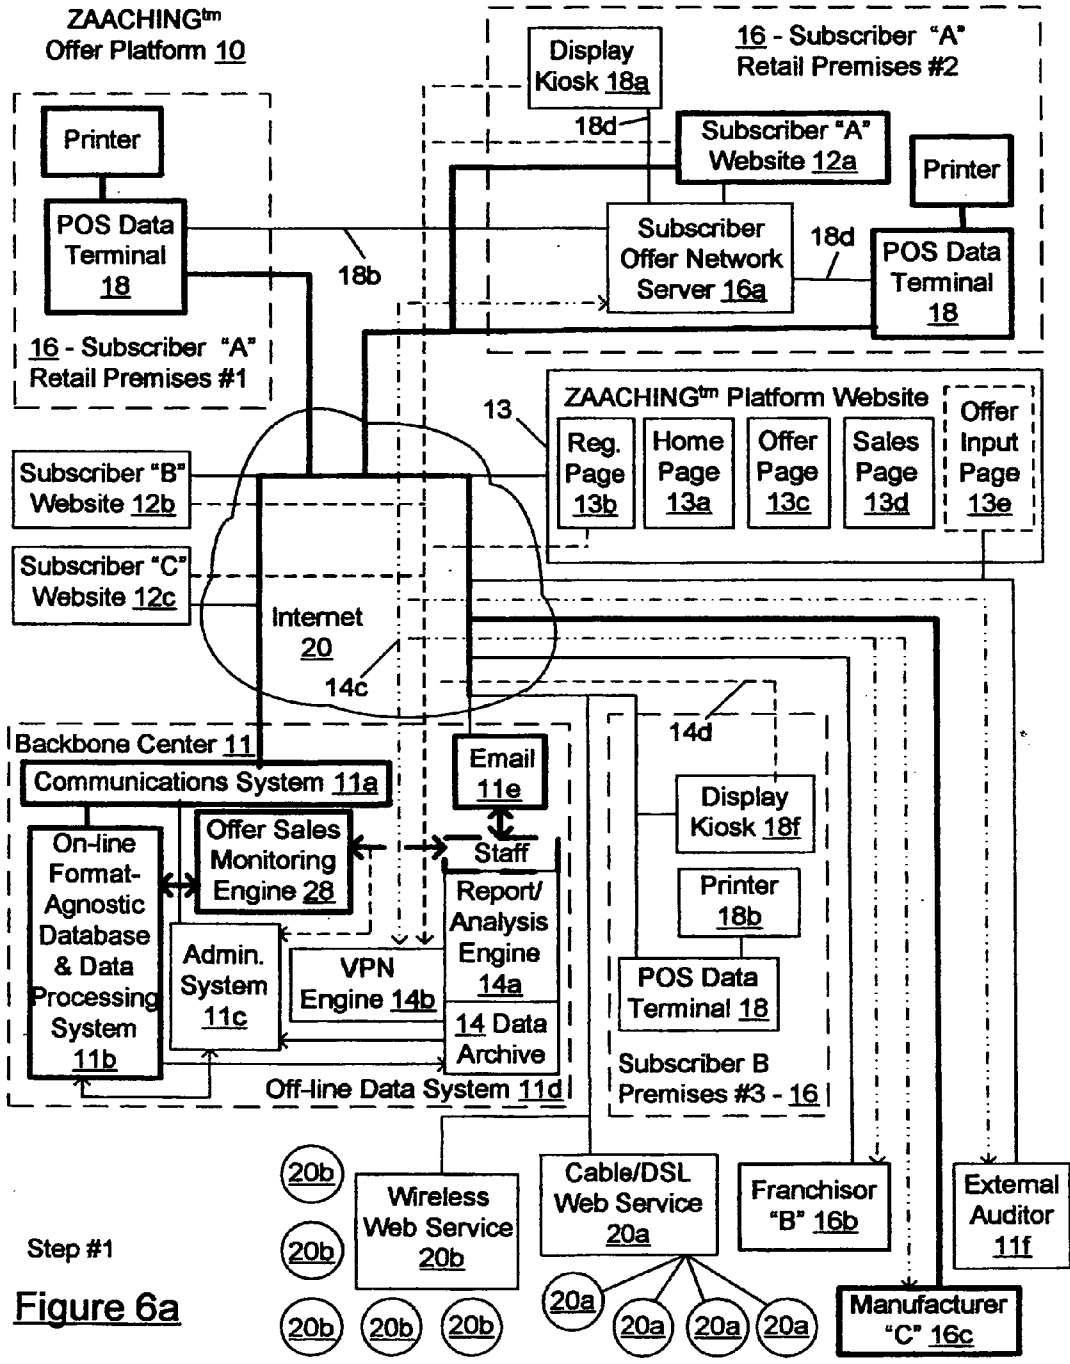 ZAACHING™
Offer Platform 10
Printer
POS Data
Terminal
18
16 - Subscriber "A"
Retail Premises #1
18b
Display
Kiosk 18a
16 - Subscriber "A"
Retail Premises #2
18d
Subscriber "A"
Website 12a
Printer
Subscriber
Offer Network
Server 16a
18d
POS Data
Terminal
18
13
ZAACHING™ Platform Website
Reg.
Page
13b
Home
Page
13a
Offer
Page
13c
Sales
Page
13d
Offer
Input
Page
13e
Subscriber "B"
Website 12b
Subscriber "C"
Website 12c
Internet
20
14c
14d
Backbone Center 11
Communications System 11a
Email
11e
On-line
Format-
Agnostic
Database
& Data
Processing
System
11b
Offer Sales
Monitoring
Engine 28
Staff
Report/
Analysis
Engine
14a
Admin.
System
11c
VPN
Engine 14b
14 Data
Archive
Off-line Data System 11d
Display
Kiosk 18f
Printer
18b
POS Data
Terminal 18
Subscriber B
Premises #3 - 16
20b
20b
20b
20b
20b
Wireless
Web Service
20b
Cable/DSL
Web Service
20a
20a
20a
20a
20a
Franchisor
"B" 16b
External
Auditor
11f
Manufacturer
"C" 16c
Step #1
Figure 6a